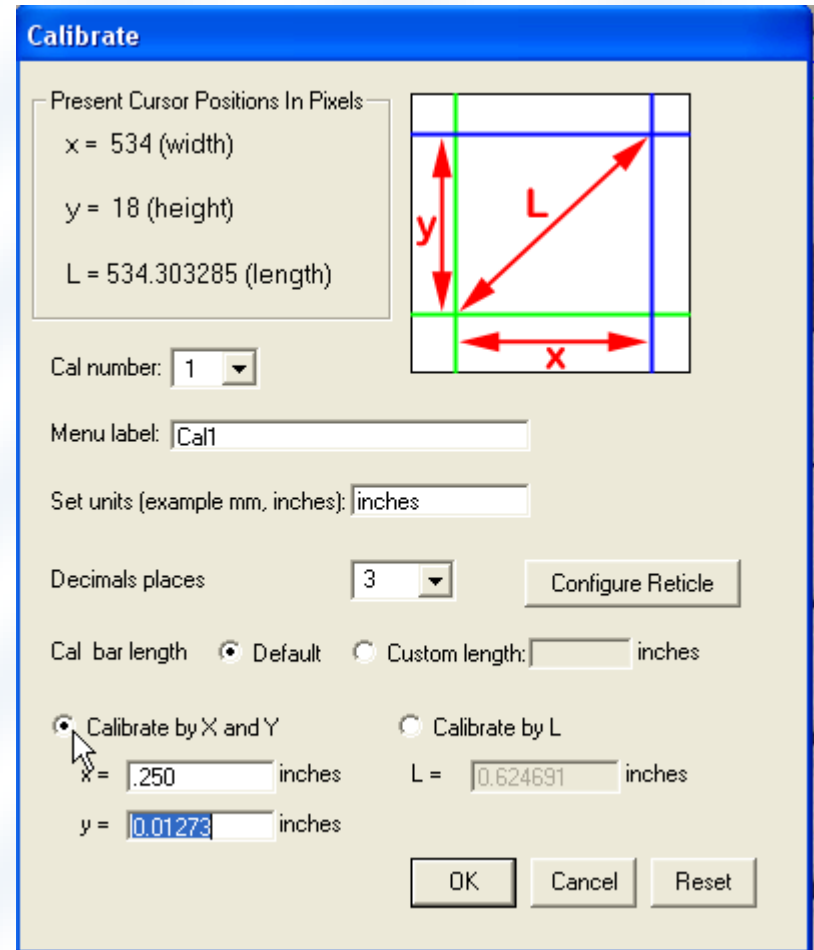 Calibrate
Present Cursor Positions In Pixels
x = 534 (width)
y = 18 (height)
L = 534.303285 (length)
y
L
x
Cal number: 1
Menu label: Cal1
Set units (example mm, inches): inches
Decimals places 3 Configure Reticle
Cal bar length Default Custom length: inches
Calibrate by X and Y Calibrate by L
x = .250 inches L = 0.624691 inches
y = 0.01273 inches
OK Cancel Reset